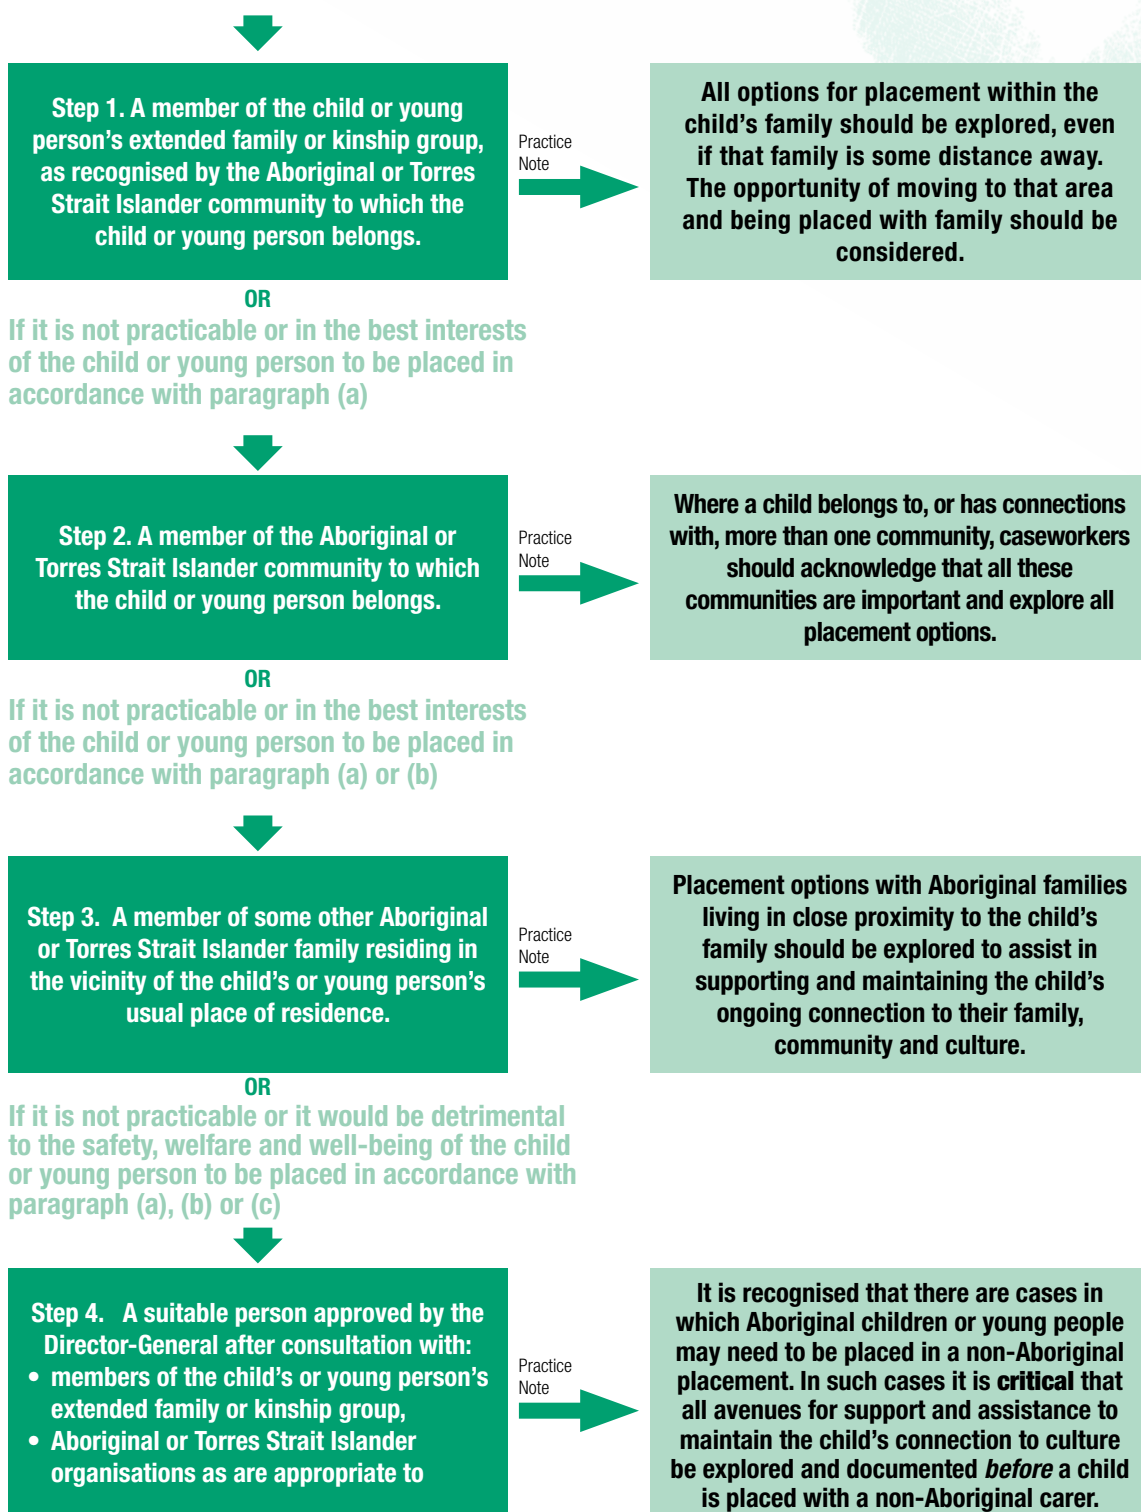 Step 1. A member of the child or young
person's extended family or kinship group,
as recognised by the Aboriginal or Torres
Strait Islander community to which the
child or young person belongs.
Practice
Note
All options for placement within the
child's family should be explored, even
if that family is some distance away.
The opportunity of moving to that area
and being placed with family should be
considered.
OR
If it is not practicable or in the best interests
of the child or young person to be placed in
accordance with paragraph (a)
Step 2. A member of the Aboriginal or
Torres Strait Islander community to which
the child or young person belongs.
Practice
Note
Where a child belongs to, or has connections
with, more than one community, caseworkers
should acknowledge that all these
communities are important and explore all
placement options.
OR
If it is not practicable or in the best interests
of the child or young person to be placed in
accordance with paragraph (a) or (b)
Step 3. A member of some other Aboriginal
or Torres Strait Islander family residing in
the vicinity of the child's or young person's
usual place of residence.
Practice
Note
Placement options with Aboriginal families
living in close proximity to the child's
family should be explored to assist in
supporting and maintaining the child's
ongoing connection to their family,
community and culture.
OR
If it is not practicable or it would be detrimental
to the safety, welfare and well-being of the child
or young person to be placed in accordance with
paragraph (a), (b) or (c)
Step 4. A suitable person approved by the
Director-General after consultation with:
• members of the child's or young person's
extended family or kinship group,
• Aboriginal or Torres Strait Islander
organisations as are appropriate to
Practice
Note
It is recognised that there are cases in
which Aboriginal children or young people
may need to be placed in a non-Aboriginal
placement. In such cases it is critical that
all avenues for support and assistance to
maintain the child's connection to culture
be explored and documented before a child
is placed with a non-Aboriginal carer.